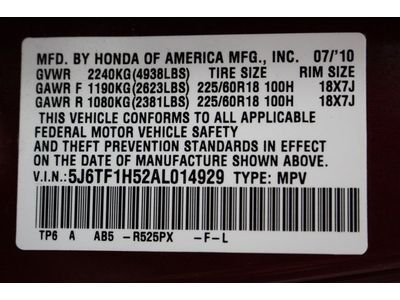 MFD. BY HONDA OF AMERICA MFG., INC. 07/'10
GVWR 2240KG(4938LBS) TIRE SIZE RIM SIZE
GAWR F 1190KG(2623LBS) 225/60R18 100H 18X7J
GAWR R 1080KG(2381LBS) 225/60R18 100H 18X7J
THIS VEHICLE CONFORMS TO ALL APPLICABLE
FEDERAL MOTOR VEHICLE SAFETY
AND THEFT PREVENTION STANDARDS IN EFFECT ON
THE DATE OF MANUFACTURE SHOWN ABOVE.
V.I.N.:5J6TF1H52AL014929 TYPE: MPV
TP6 A AB5 -R525PX -F-L